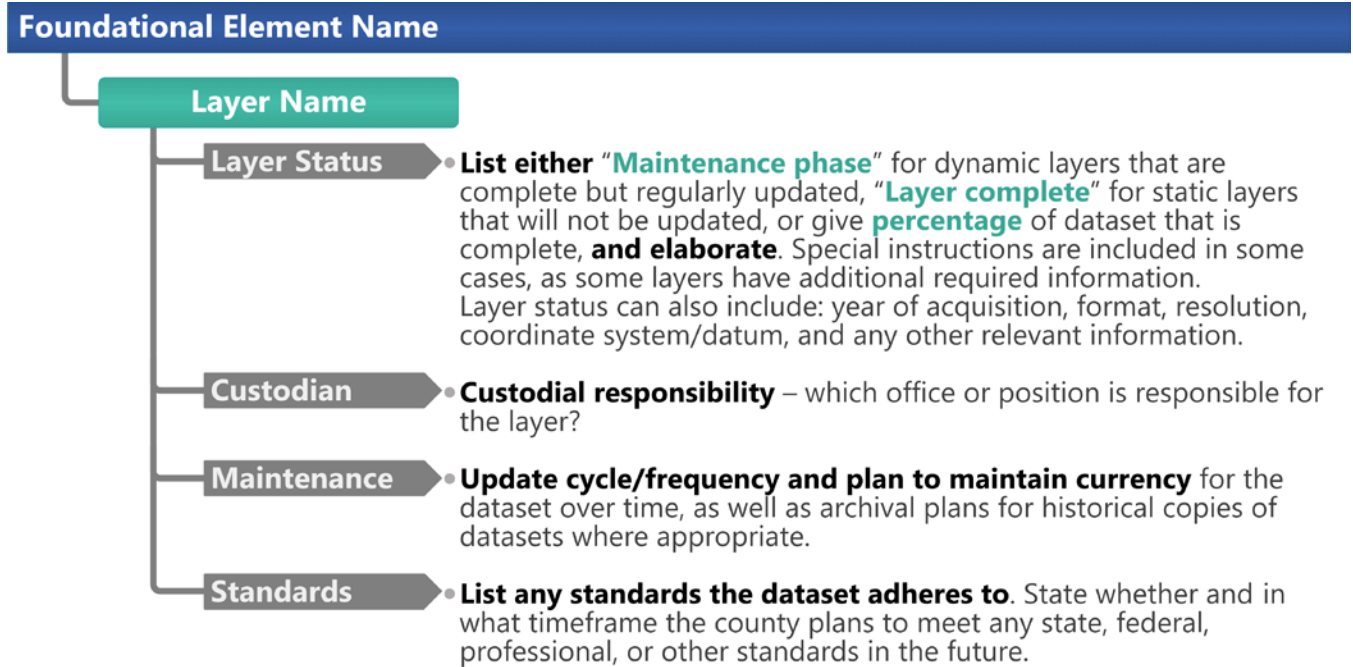 Foundational Element Name
Layer Name
Layer Status
List either “Maintenance phase” for dynamic layers that are
complete but regularly updated, “Layer complete” for static layers
that will not be updated, or give percentage of dataset that is
complete, and elaborate. Special instructions are included in some
cases, as some layers have additional required information.
Layer status can also include: year of acquisition, format, resolution,
coordinate system/datum, and any other relevant information.
Custodian
Custodial responsibility – which office or position is responsible for
the layer?
Maintenance
Update cycle/frequency and plan to maintain currency for the
dataset over time, as well as archival plans for historical copies of
datasets where appropriate.
Standards
List any standards the dataset adheres to. State whether and in
what timeframe the county plans to meet any state, federal,
professional, or other standards in the future.